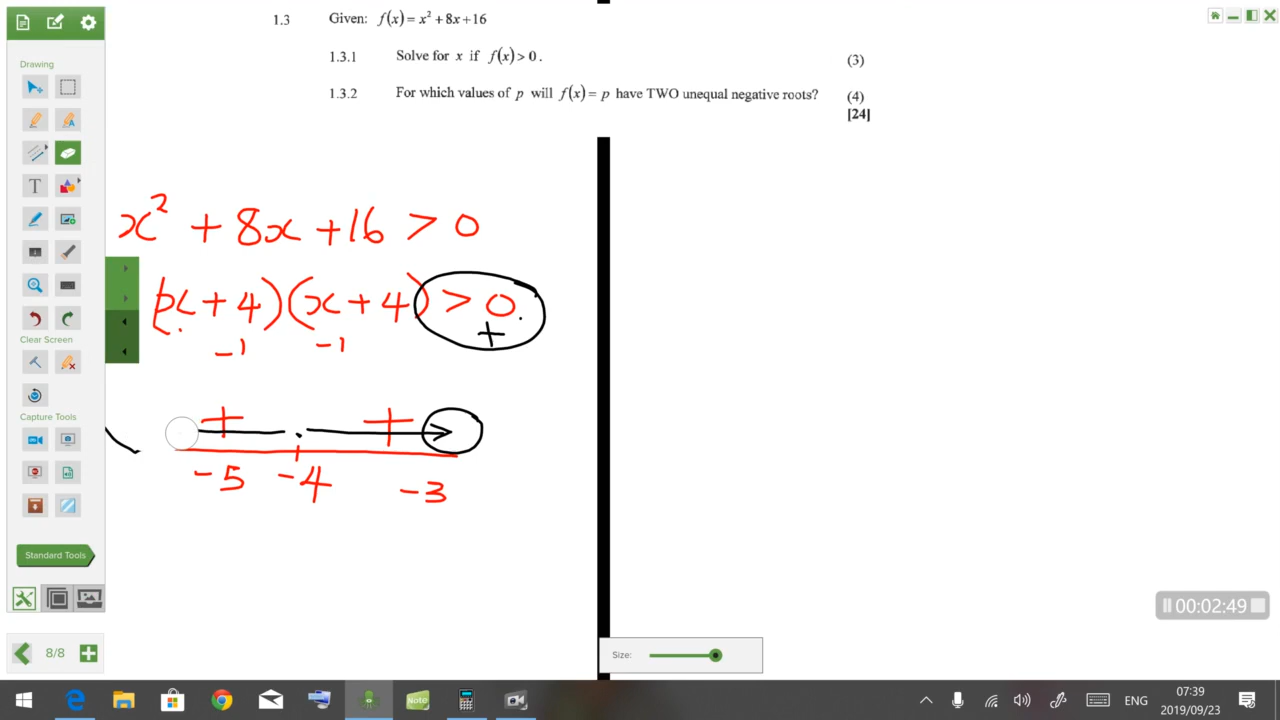 1.3 Given: f(x) = x² + 8x + 16
1.3.1 Solve for x if f(x) > 0. (3)
1.3.2 For which values of p will f(x) = p have TWO unequal negative roots? (4)
[24]
Drawing
T
Clear Screen
Capture Tools
Standard Tools
8/8
x² + 8x + 16 > 0
(x + 4)(x + 4) > 0.
-1 -1 +
+ +
-5 -4 -3
00:02:49
Size:
Note
ENG
07:39
2019/09/23